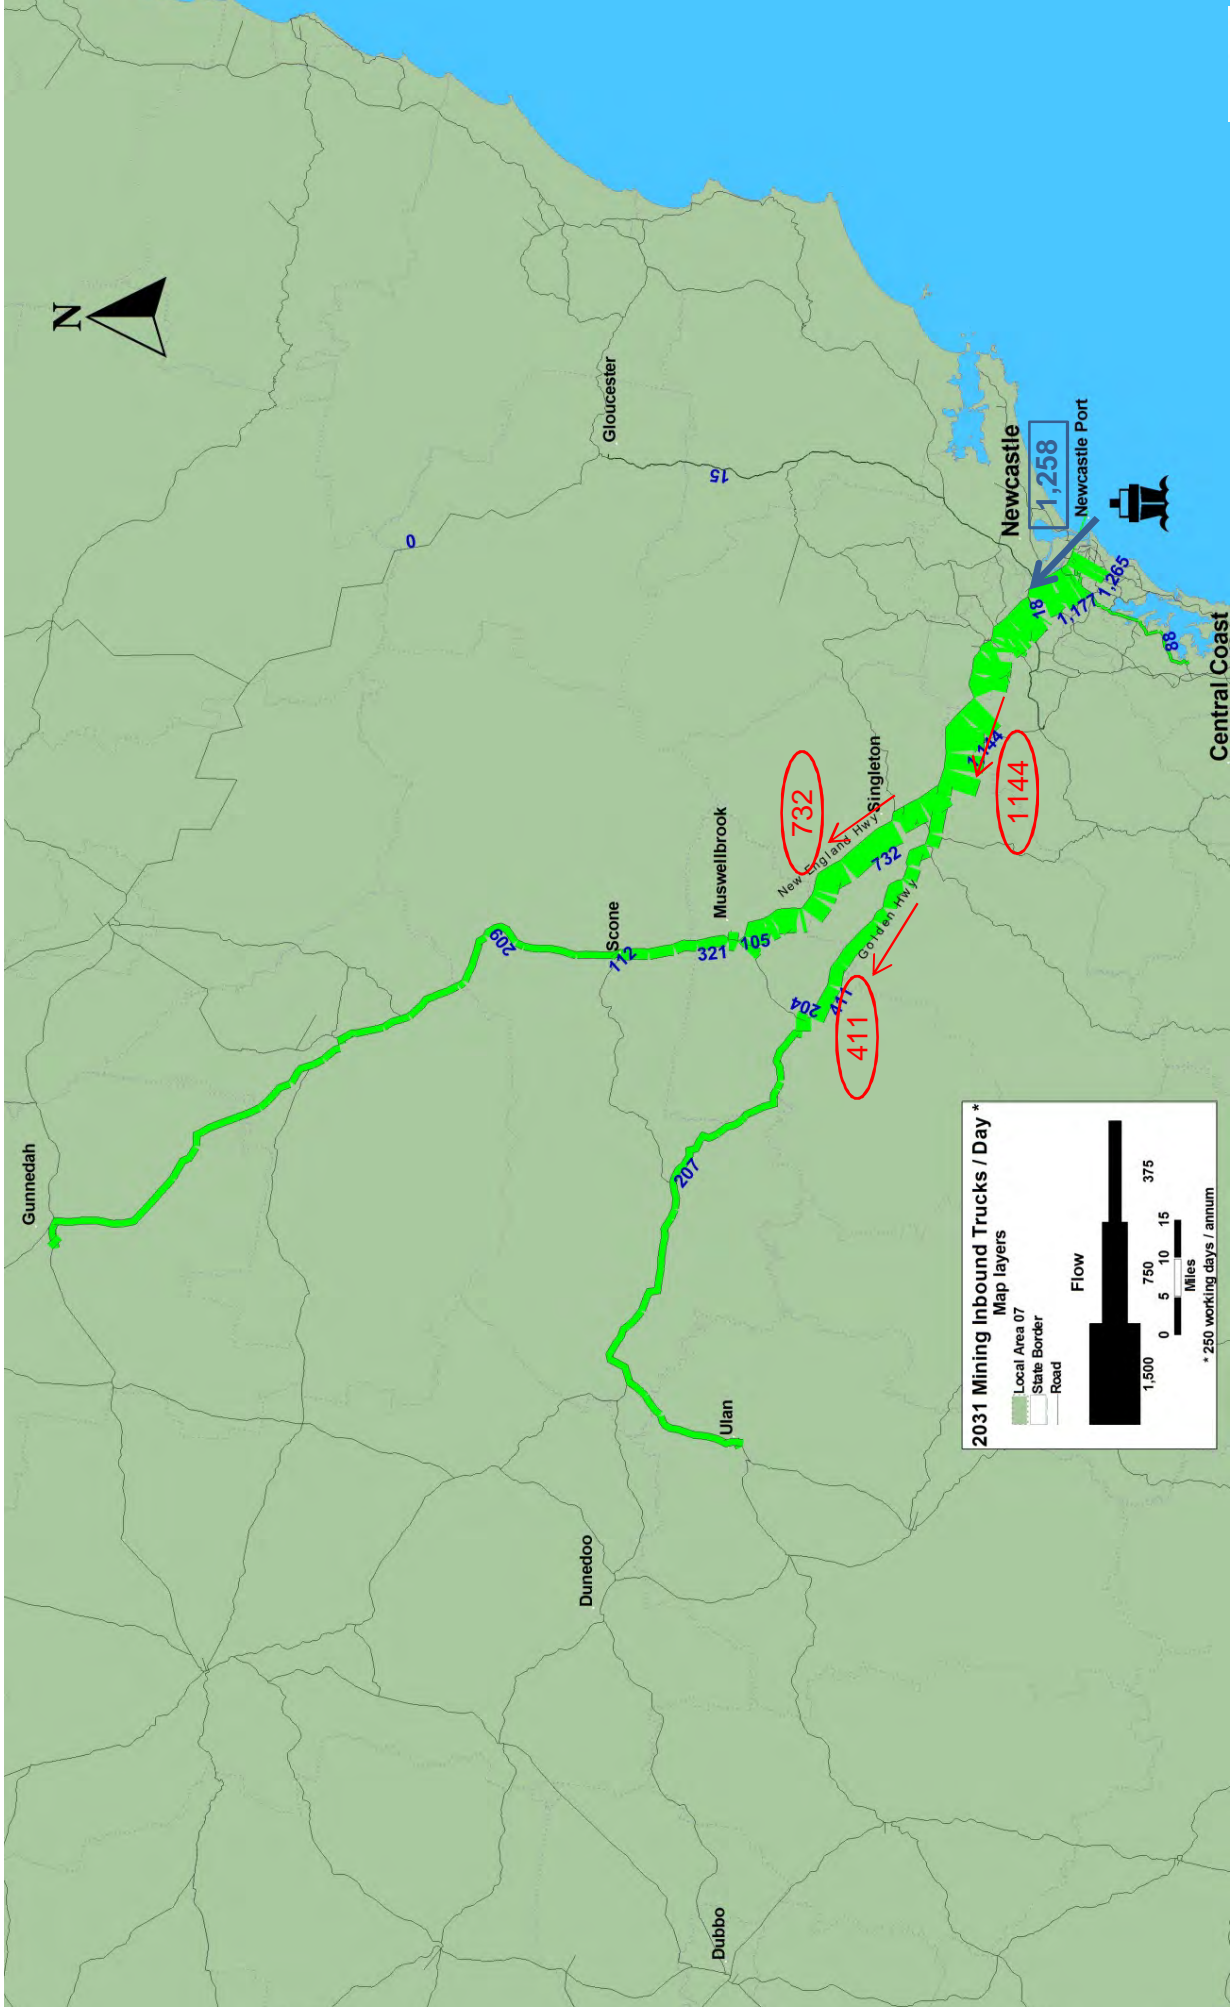 N
Gunnedah
0
Gloucester
15
209
Scone
112
Muswellbrook
321
105
New England Hwy
Singleton
732
732
Golden Hwy
204
411
411
207
Ulan
Dunedoo
Dubbo
1,144
1144
Newcastle
1,258
Newcastle Port
18
1,177
1,265
88
Central Coast
2031 Mining Inbound Trucks / Day *
Map layers
Local Area 07
State Border
Road
Flow
1,500 750 375
0 5 10 15
Miles
* 250 working days / annum